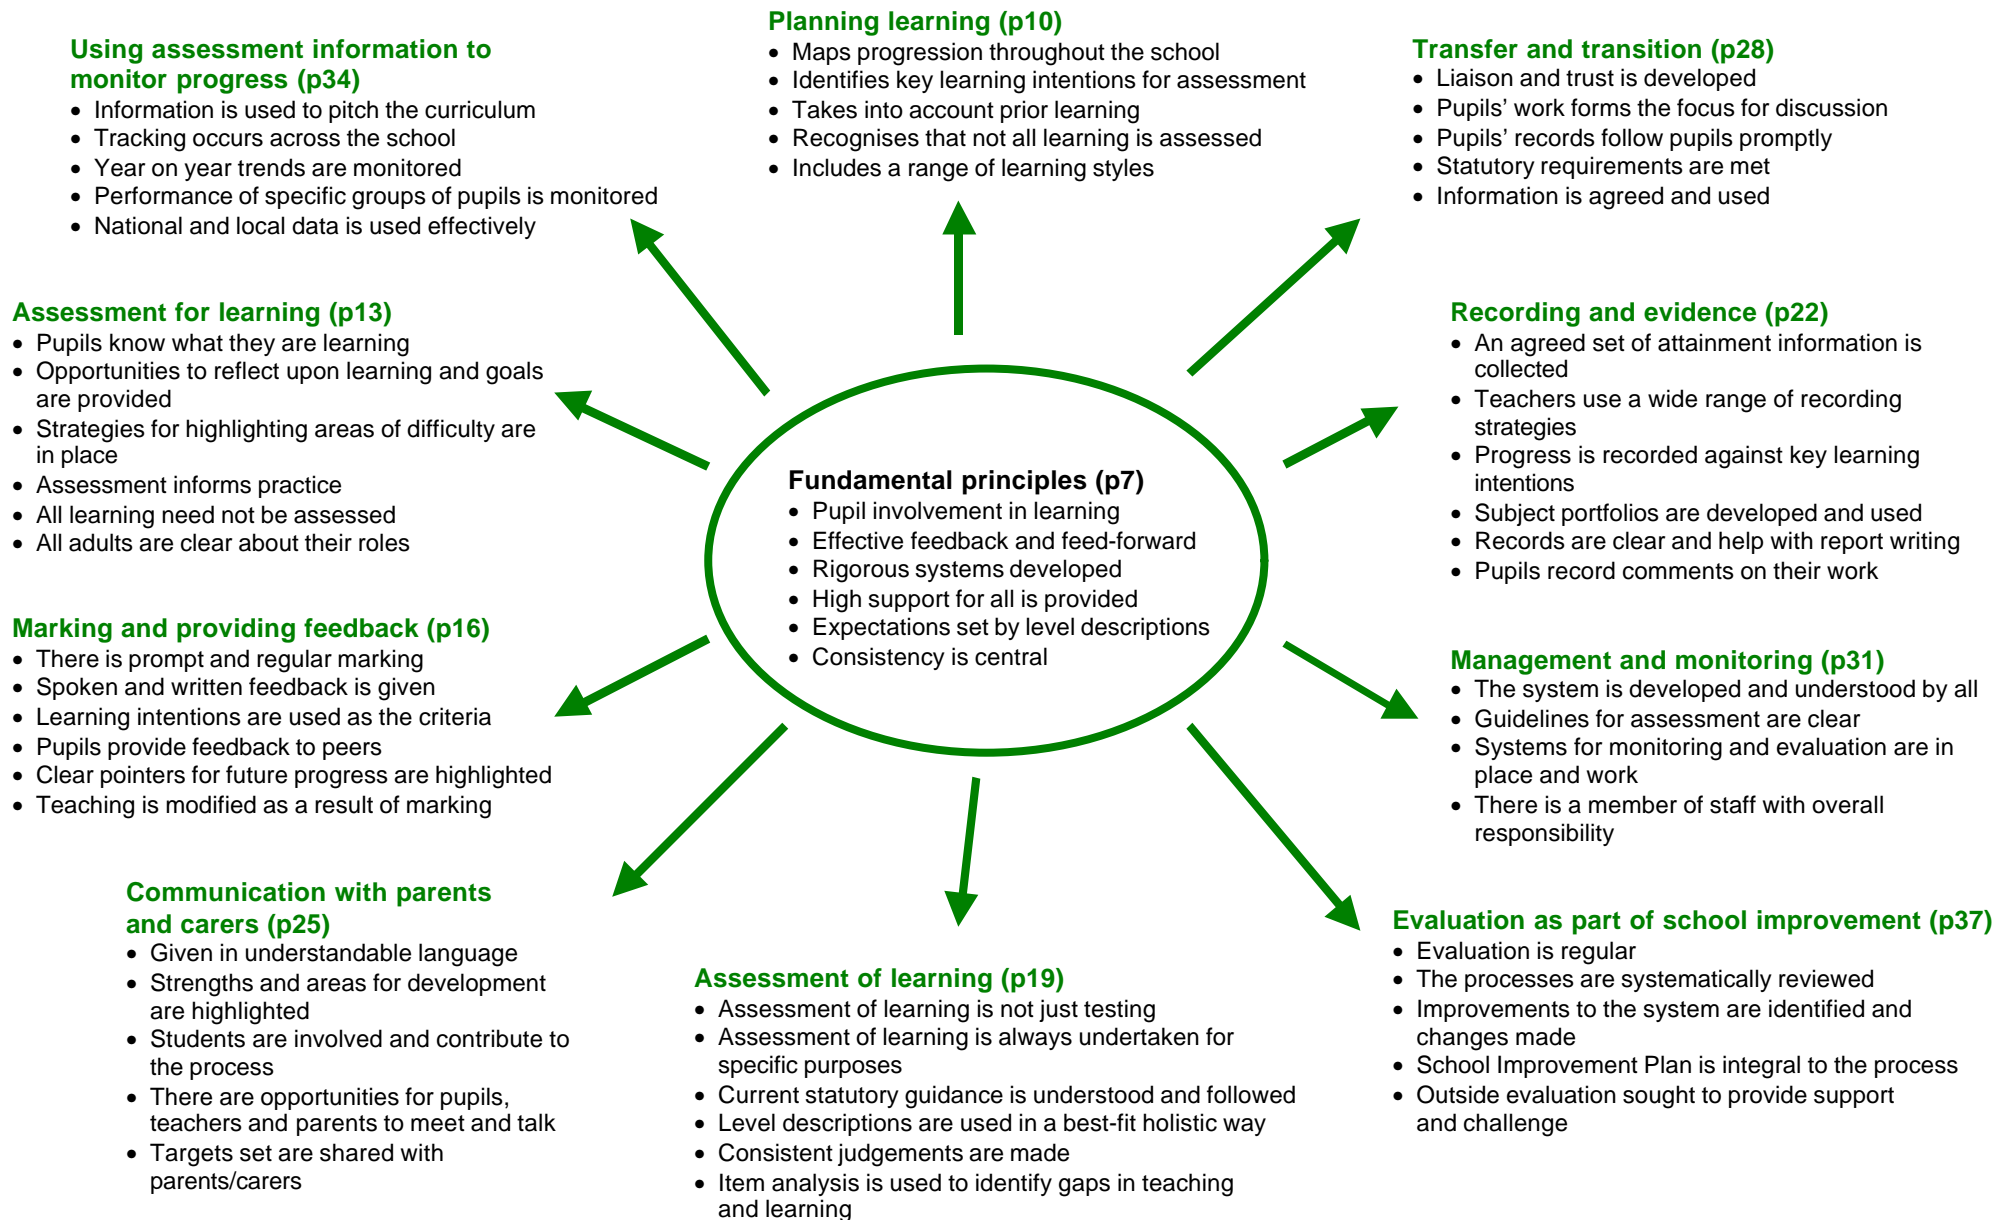 Using assessment information to
monitor progress (p34)
• Information is used to pitch the curriculum
• Tracking occurs across the school
• Year on year trends are monitored
• Performance of specific groups of pupils is monitored
• National and local data is used effectively
Planning learning (p10)
• Maps progression throughout the school
• Identifies key learning intentions for assessment
• Takes into account prior learning
• Recognises that not all learning is assessed
• Includes a range of learning styles
Transfer and transition (p28)
• Liaison and trust is developed
• Pupils’ work forms the focus for discussion
• Pupils’ records follow pupils promptly
• Statutory requirements are met
• Information is agreed and used
Assessment for learning (p13)
• Pupils know what they are learning
• Opportunities to reflect upon learning and goals
are provided
• Strategies for highlighting areas of difficulty are
in place
• Assessment informs practice
• All learning need not be assessed
• All adults are clear about their roles
Fundamental principles (p7)
• Pupil involvement in learning
• Effective feedback and feed-forward
• Rigorous systems developed
• High support for all is provided
• Expectations set by level descriptions
• Consistency is central
Recording and evidence (p22)
• An agreed set of attainment information is
collected
• Teachers use a wide range of recording
strategies
• Progress is recorded against key learning
intentions
• Subject portfolios are developed and used
• Records are clear and help with report writing
• Pupils record comments on their work
Marking and providing feedback (p16)
• There is prompt and regular marking
• Spoken and written feedback is given
• Learning intentions are used as the criteria
• Pupils provide feedback to peers
• Clear pointers for future progress are highlighted
• Teaching is modified as a result of marking
Management and monitoring (p31)
• The system is developed and understood by all
• Guidelines for assessment are clear
• Systems for monitoring and evaluation are in
place and work
• There is a member of staff with overall
responsibility
Communication with parents
and carers (p25)
• Given in understandable language
• Strengths and areas for development
are highlighted
• Students are involved and contribute to
the process
• There are opportunities for pupils,
teachers and parents to meet and talk
• Targets set are shared with
parents/carers
Assessment of learning (p19)
• Assessment of learning is not just testing
• Assessment of learning is always undertaken for
specific purposes
• Current statutory guidance is understood and followed
• Level descriptions are used in a best-fit holistic way
• Consistent judgements are made
• Item analysis is used to identify gaps in teaching
and learning
Evaluation as part of school improvement (p37)
• Evaluation is regular
• The processes are systematically reviewed
• Improvements to the system are identified and
changes made
• School Improvement Plan is integral to the process
• Outside evaluation sought to provide support
and challenge